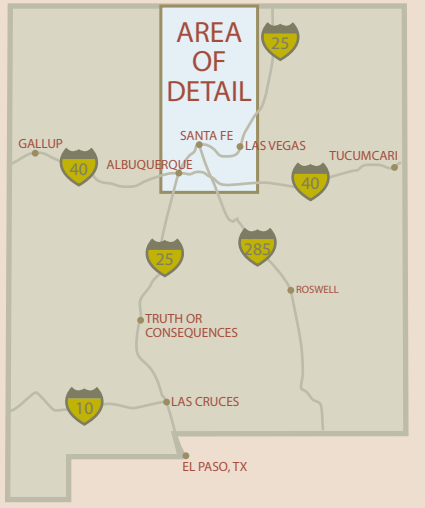 AREA
OF
DETAIL
25
SANTA FE
LAS VEGAS
GALLUP
ALBUQUERQUE
TUCUMCARI
40
40
25
285
ROSWELL
TRUTH OR
CONSEQUENCES
10
LAS CRUCES
EL PASO, TX